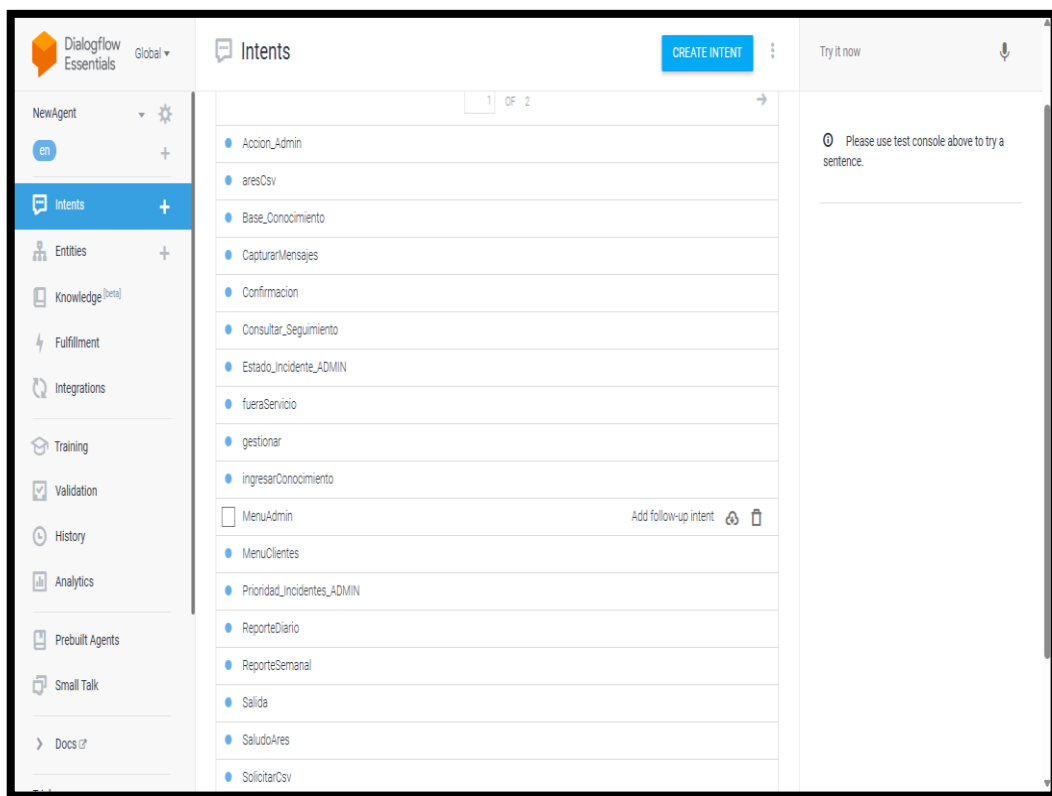 Dialogflow
Essentials
Global
Intents
CREATE INTENT
Try it now
NewAgent
en
Intents
Entities
Knowledge [beta]
Fulfillment
Integrations
Training
Validation
History
Analytics
Prebuilt Agents
Small Talk
Docs
1 OF 2
Accion_Admin
aresCsv
Base_Conocimiento
CapturarMensajes
Confirmacion
Consultar_Seguimiento
Estado_Incidente_ADMIN
fueraServicio
gestionar
ingresarConocimiento
MenuAdmin Add follow-up intent
MenuClientes
Prioridad_Incidentes_ADMIN
ReporteDiario
ReporteSemanal
Salida
SaludoAres
SolicitarCsv
Please use test console above to try a
sentence.